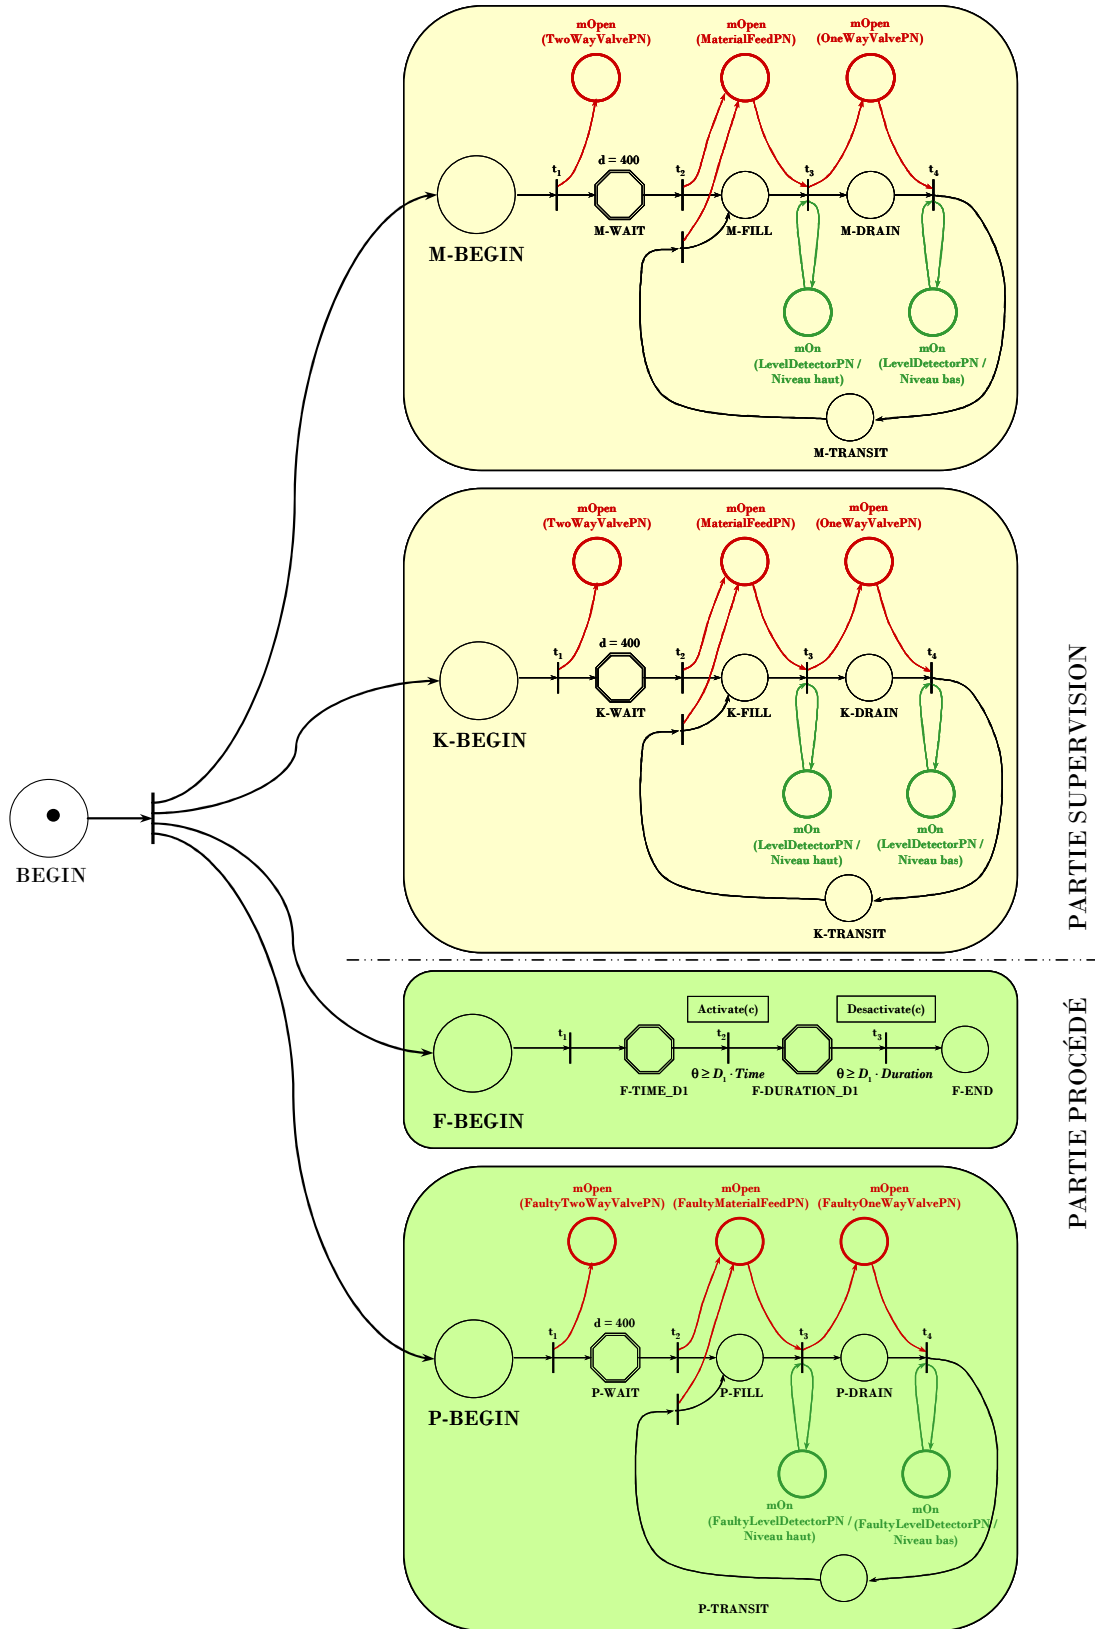 mOpen
(TwoWayValvePN)
mOpen
(MaterialFeedPN)
mOpen
(OneWayValvePN)
d = 400
t1
t2
t3
t4
M-BEGIN
M-WAIT
M-FILL
M-DRAIN
mOn
(LevelDetectorPN /
Niveau haut)
mOn
(LevelDetectorPN /
Niveau bas)
M-TRANSIT
mOpen
(TwoWayValvePN)
mOpen
(MaterialFeedPN)
mOpen
(OneWayValvePN)
d = 400
t1
t2
t3
t4
K-BEGIN
K-WAIT
K-FILL
K-DRAIN
mOn
(LevelDetectorPN /
Niveau haut)
mOn
(LevelDetectorPN /
Niveau bas)
K-TRANSIT
PARTIE SUPERVISION
BEGIN
Activate(c)
Desactivate(c)
t1
t2
t3
θ ≥ D1 · Time
θ ≥ D1 · Duration
F-TIME_D1
F-DURATION_D1
F-END
F-BEGIN
PARTIE PROCÉDÉ
mOpen
(FaultyTwoWayValvePN)
mOpen
(FaultyMaterialFeedPN)
mOpen
(FaultyOneWayValvePN)
d = 400
t1
t2
t3
t4
P-BEGIN
P-WAIT
P-FILL
P-DRAIN
mOn
(FaultyLevelDetectorPN /
Niveau haut)
mOn
(FaultyLevelDetectorPN /
Niveau bas)
P-TRANSIT